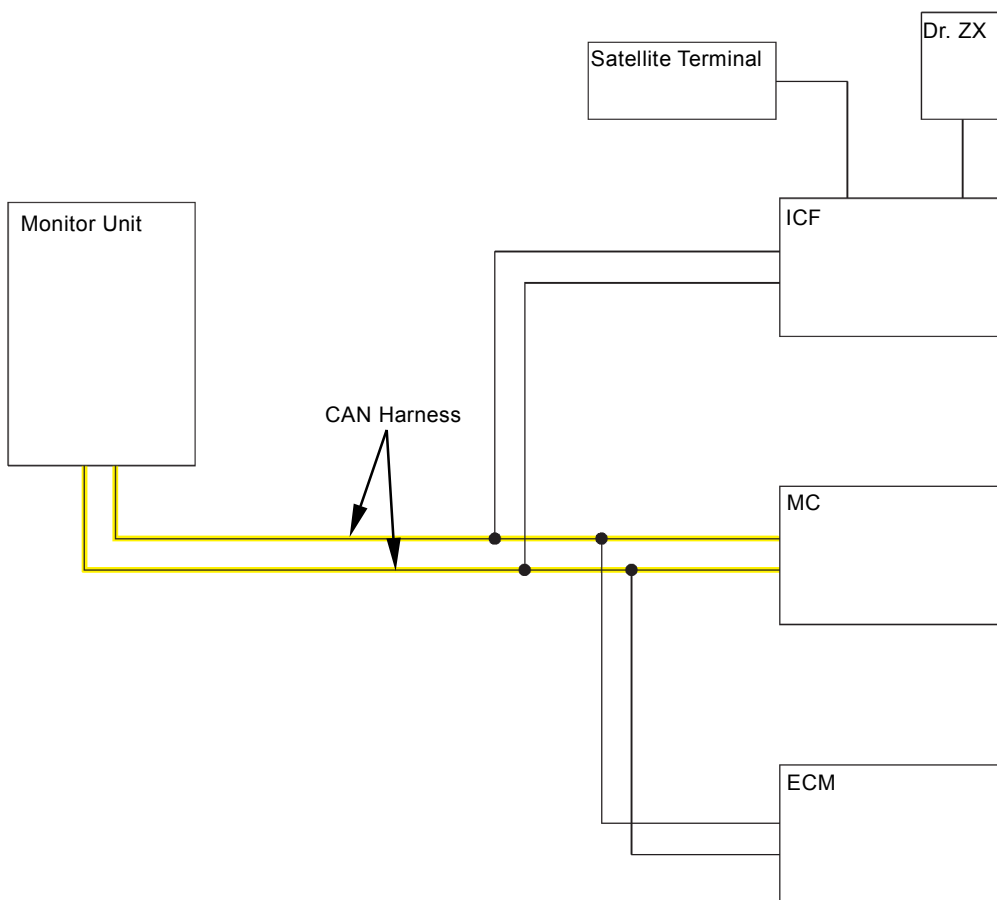 Dr. ZX
Satellite Terminal
Monitor Unit
ICF
CAN Harness
MC
ECM